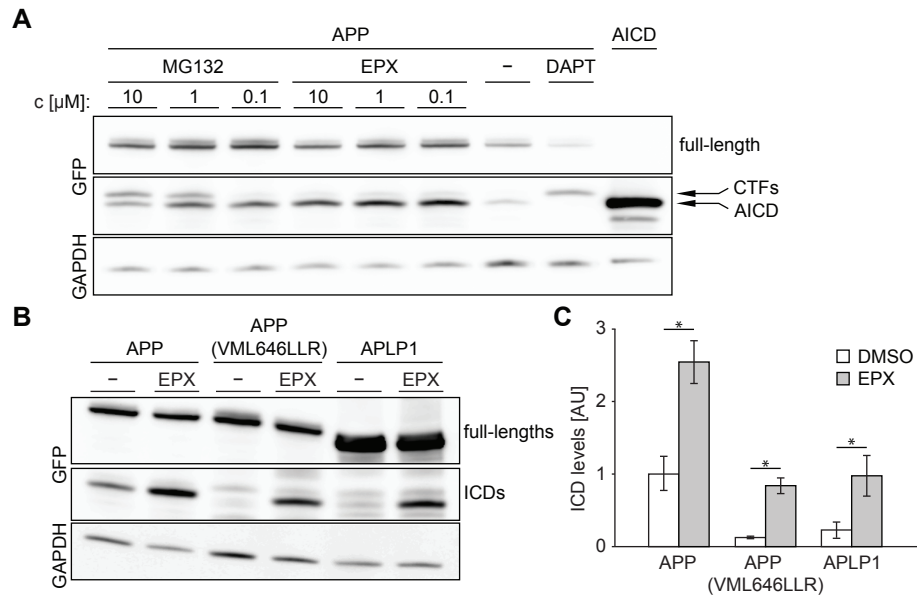 A
APP AICD
MG132 EPX – DAPT
c [µM]: 10 1 0.1 10 1 0.1
GFP
full-length
CTFs
AICD
GAPDH
B
APP APP (VML646LLR) APLP1
– EPX – EPX – EPX
GFP
full-lengths
ICDs
GAPDH
C
ICD levels [AU]
3
2
1
0
* * *
DMSO
EPX
APP APP APLP1
(VML646LLR)